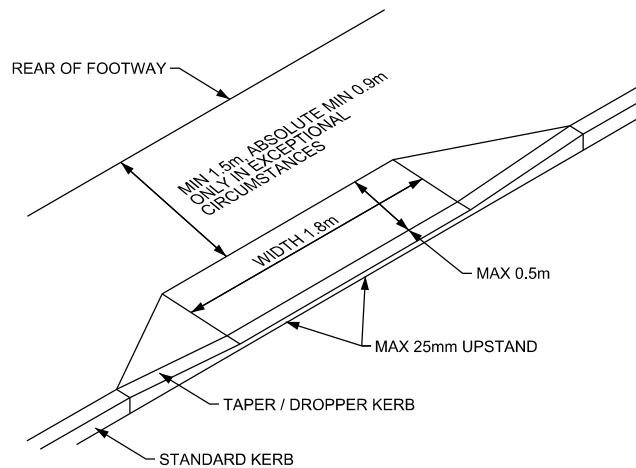 REAR OF FOOTWAY
MIN 1.5m, ABSOLUTE MIN 0.9m
ONLY IN EXCEPTIONAL
CIRCUMSTANCES
WIDTH 1.8m
MAX 0.5m
MAX 25mm UPSTAND
TAPER / DROPPER KERB
STANDARD KERB